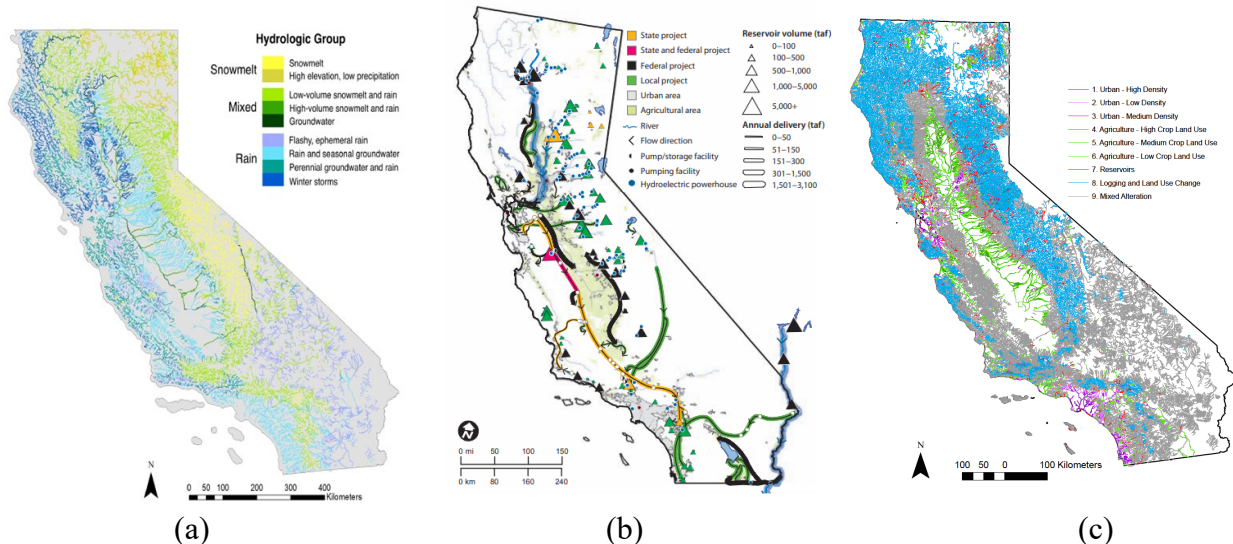 Hydrologic Group
Snowmelt
Snowmelt
High elevation, low precipitation
Mixed
Low-volume snowmelt and rain
High-volume snowmelt and rain
Groundwater
Rain
Flashy, ephemeral rain
Rain and seasonal groundwater
Perennial groundwater and rain
Winter storms
N
0 50 100 200 300 400
Kilometers
(a)
State project
State and federal project
Federal project
Local project
Urban area
Agricultural area
River
Flow direction
Pump/storage facility
Pumping facility
Hydroelectric powerhouse
Reservoir volume (taf)
0–100
100–500
500–1,000
1,000–5,000
5,000+
Annual delivery (taf)
0–50
51–150
151–300
301–1,500
1,501–3,100
N
0 mi 50 100 150
0 km 80 160 240
(b)
1. Urban - High Density
2. Urban - Low Density
3. Urban - Medium Density
4. Agriculture - High Crop Land Use
5. Agriculture - Medium Crop Land Use
6. Agriculture - Low Crop Land Use
7. Reservoirs
8. Logging and Land Use Change
9. Mixed Alteration
N
100 50 0 100 Kilometers
(c)